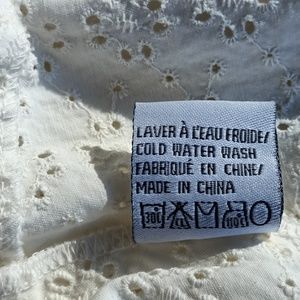 LAVER À L'EAU FROIDE/
COLD WATER WASH
FABRIQUÉ EN CHINE/
MADE IN CHINA